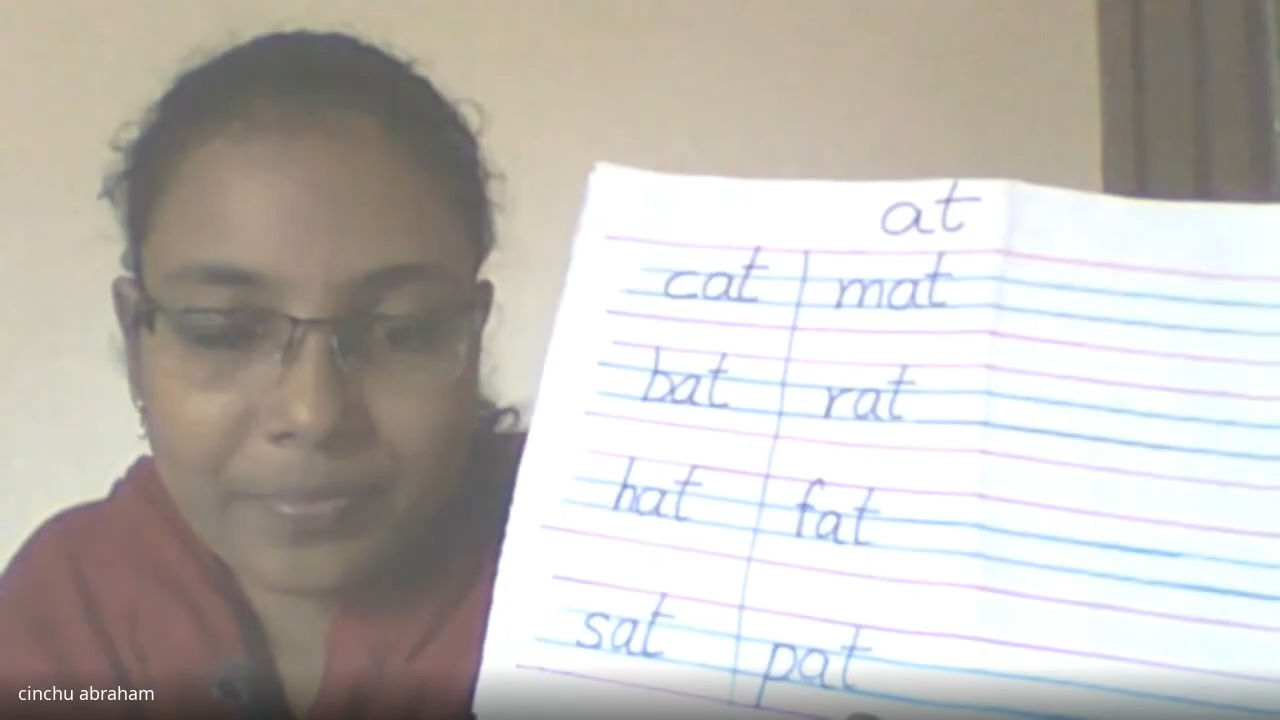 at
cat mat
bat rat
hat fat
sat pat
cinchu abraham